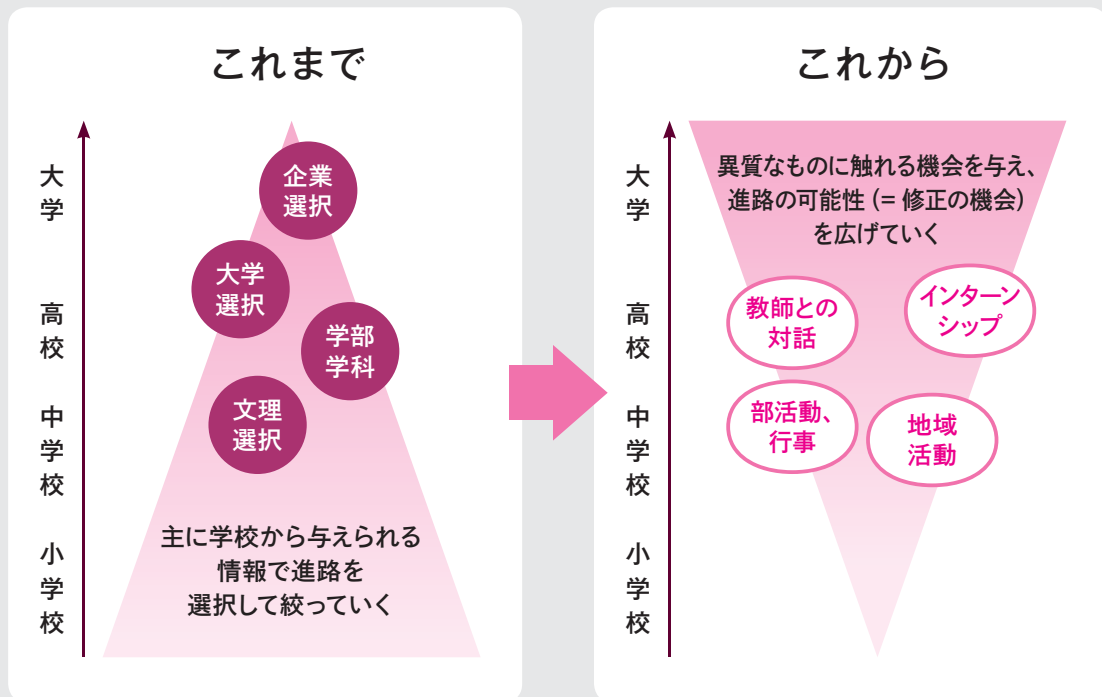 これまで
大学
高校
中学校
小学校
企業
選択
大学
選択
学部
学科
文理
選択
主に学校から与えられる
情報で進路を
選択して絞っていく
これから
大学
高校
中学校
小学校
異質なものに触れる機会を与え、
進路の可能性 (= 修正の機会)
を広げていく
教師との
対話
インターン
シップ
部活動、
行事
地域
活動